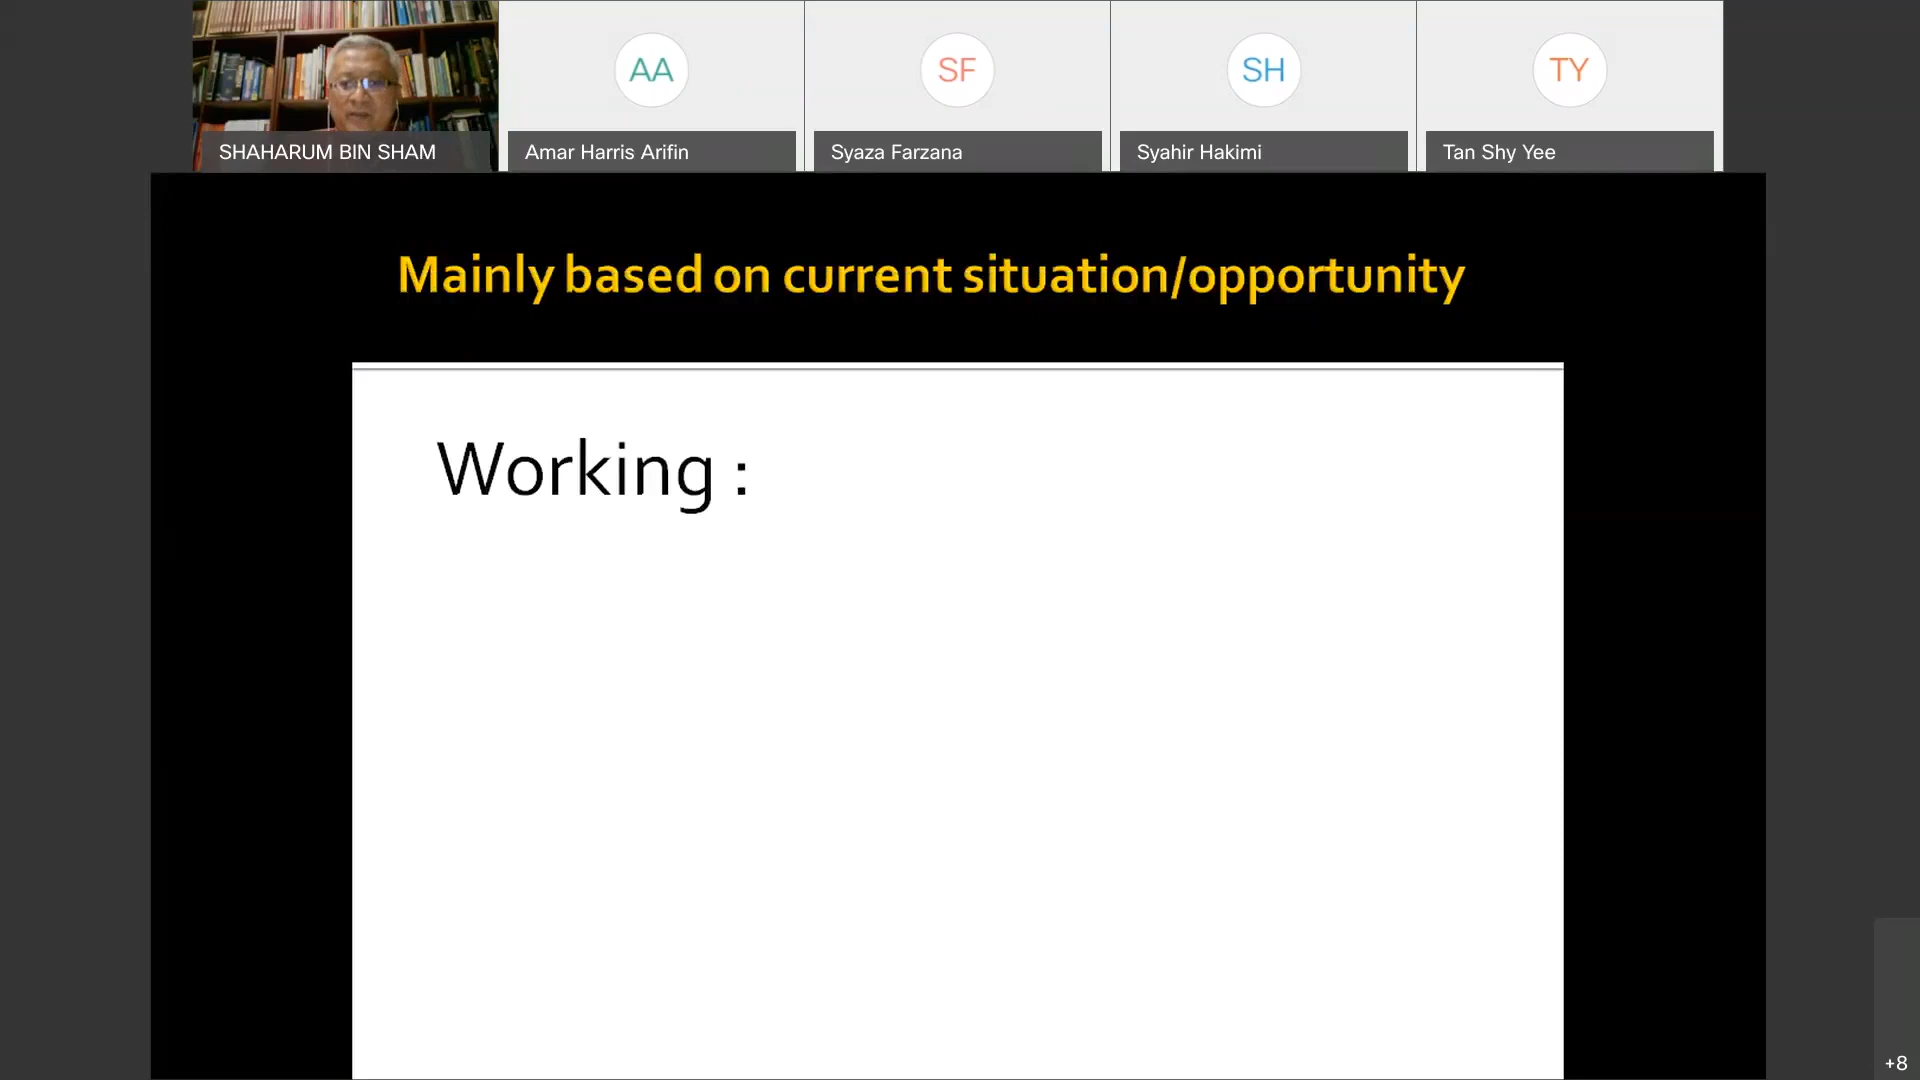 AA
SF
SH
TY
SHAHARUM BIN SHAM
Amar Harris Arifin
Syaza Farzana
Syahir Hakimi
Tan Shy Yee
Mainly based on current situation/opportunity
Working :
+8